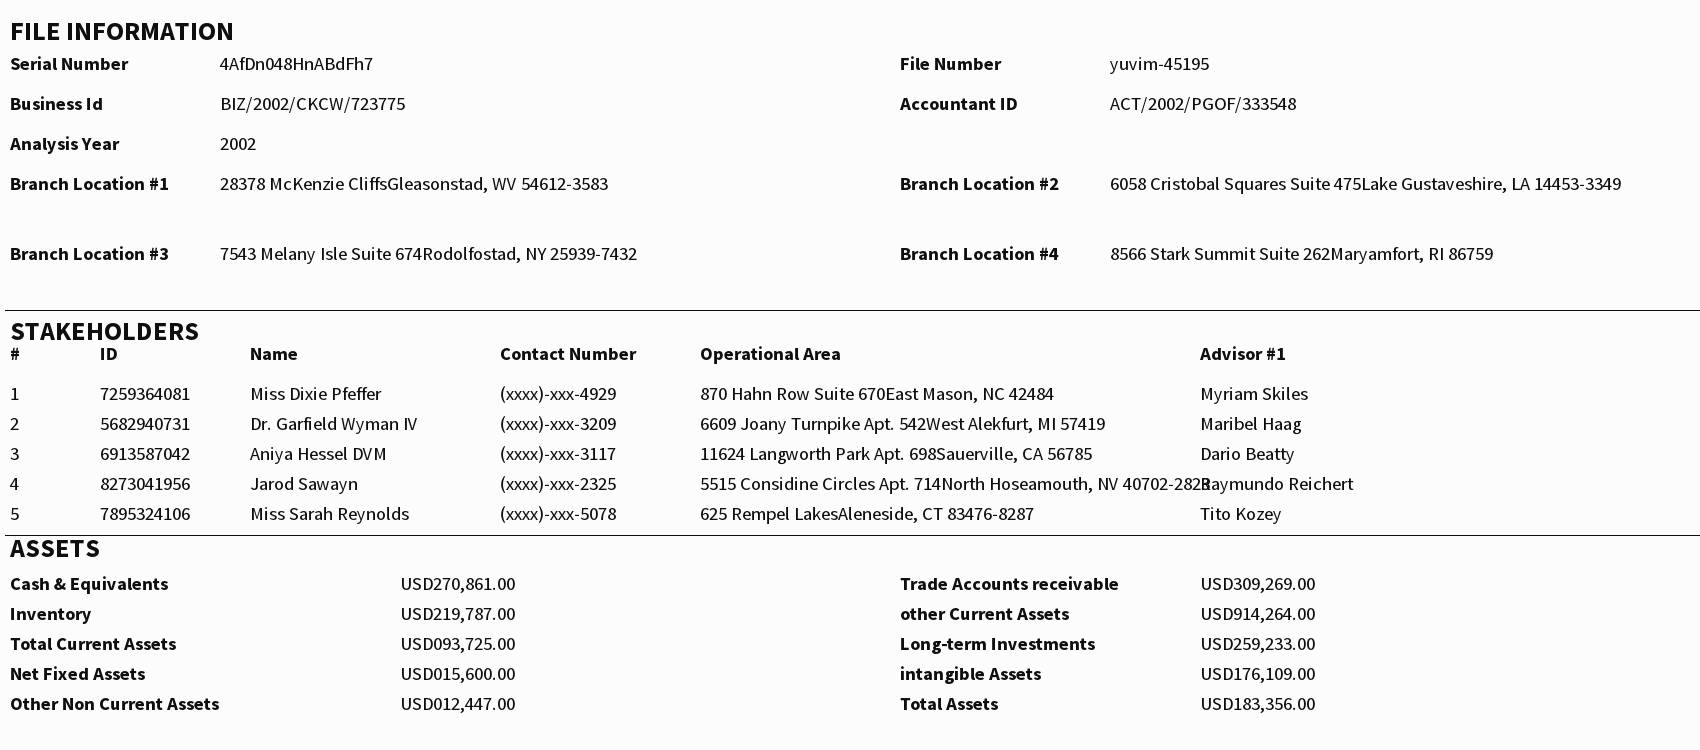 FILE INFORMATION
Serial Number 4AfDn048HnABdFh7 File Number yuvim-45195
Business Id BIZ/2002/CKCW/723775 Accountant ID ACT/2002/PGOF/333548
Analysis Year 2002
Branch Location #1 28378 McKenzie CliffsGleasonstad, WV 54612-3583 Branch Location #2 6058 Cristobal Squares Suite 475Lake Gustaveshire, LA 14453-3349
Branch Location #3 7543 Melany Isle Suite 674Rodolfostad, NY 25939-7432 Branch Location #4 8566 Stark Summit Suite 262Maryamfort, RI 86759
STAKEHOLDERS
# ID Name Contact Number Operational Area Advisor #1
1 7259364081 Miss Dixie Pfeffer (xxxx)-xxx-4929 870 Hahn Row Suite 670East Mason, NC 42484 Myriam Skiles
2 5682940731 Dr. Garfield Wyman IV (xxxx)-xxx-3209 6609 Joany Turnpike Apt. 542West Alekfurt, MI 57419 Maribel Haag
3 6913587042 Aniya Hessel DVM (xxxx)-xxx-3117 11624 Langworth Park Apt. 698Sauerville, CA 56785 Dario Beatty
4 8273041956 Jarod Sawayn (xxxx)-xxx-2325 5515 Considine Circles Apt. 714North Hoseamouth, NV Raymundo Reichert
5 7895324106 Miss Sarah Reynolds (xxxx)-xxx-5078 625 Rempel LakesAleneside, CT 83476-8287 Tito Kozey
ASSETS
Cash & Equivalents USD270,861.00 Trade Accounts receivable USD309,269.00
Inventory USD219,787.00 other Current Assets USD914,264.00
Total Current Assets USD093,725.00 Long-term Investments USD259,233.00
Net Fixed Assets USD015,600.00 intangible Assets USD176,109.00
Other Non Current Assets USD012,447.00 Total Assets USD183,356.00